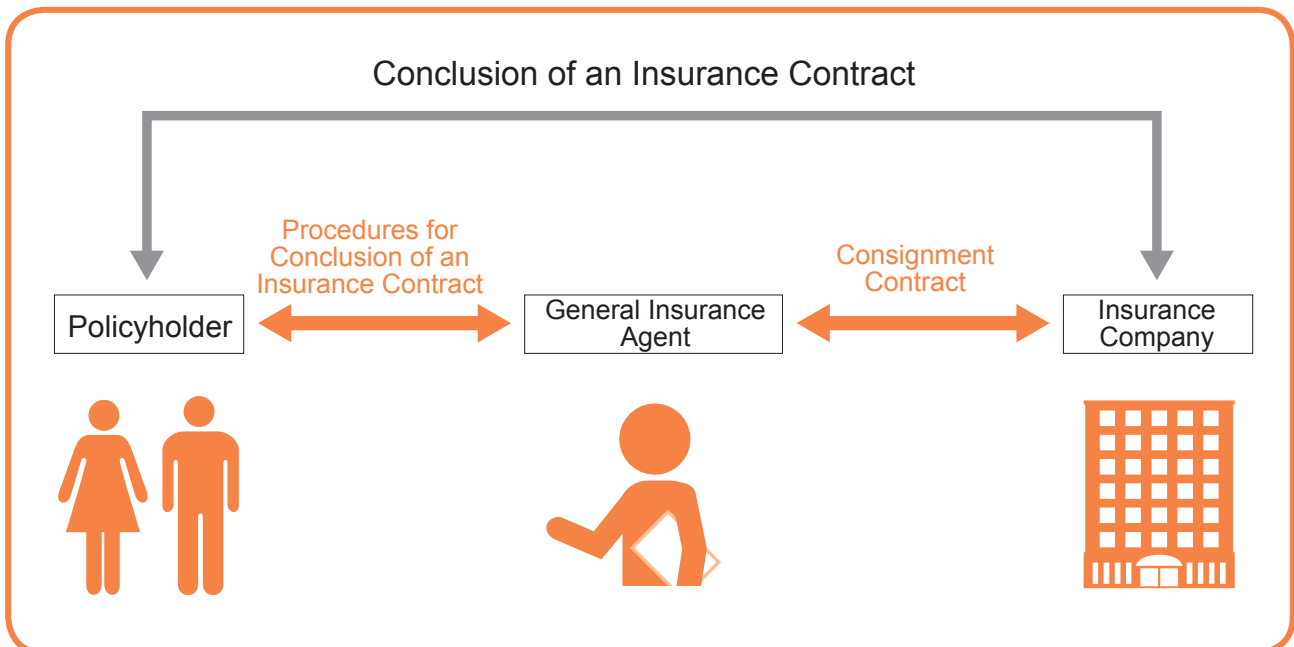 Conclusion of an Insurance Contract
Procedures for
Conclusion of an
Insurance Contract
Consignment
Contract
Policyholder
General Insurance
Agent
Insurance
Company